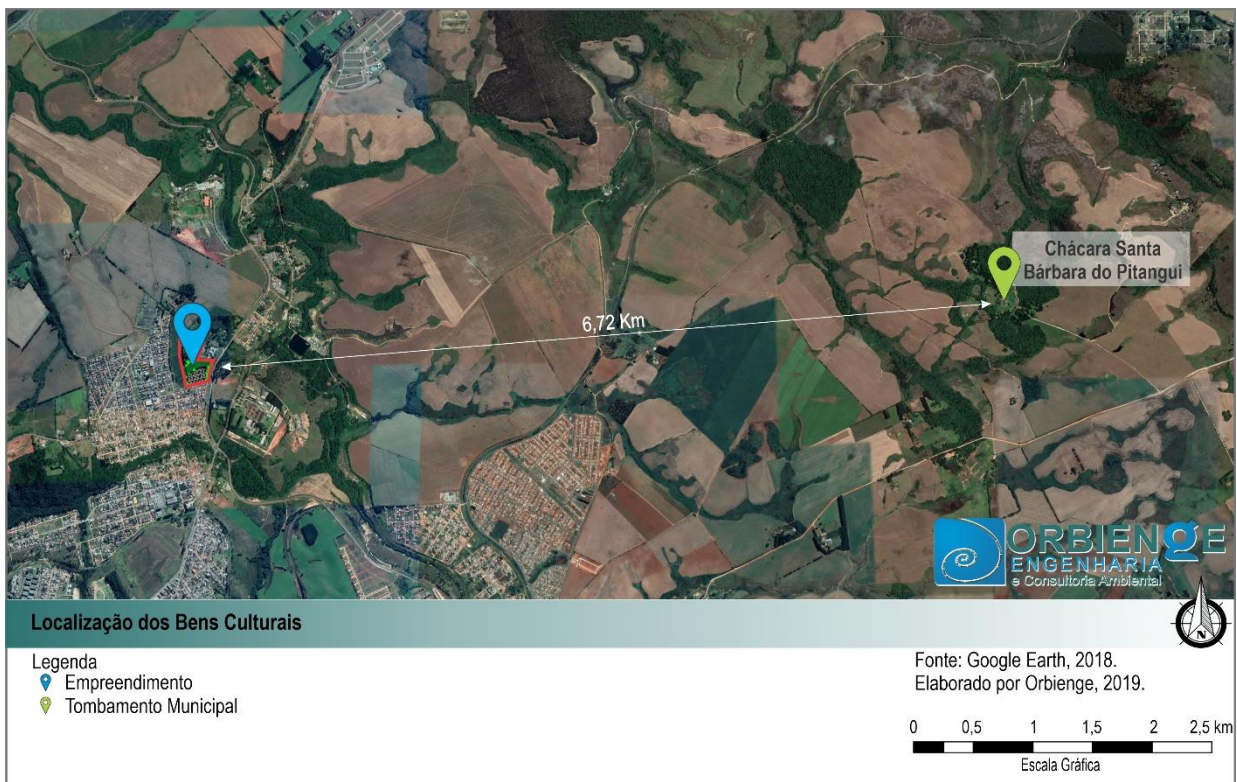 Chácara Santa
Bárbara do Pitangui
6,72 Km
ORBIENGE
ENGENHARIA
e Consultoria Ambiental
Localização dos Bens Culturais
N
Legenda
Empreendimento
Tombamento Municipal
Fonte: Google Earth, 2018.
Elaborado por Orbienge, 2019.
0 0,5 1 1,5 2 2,5 km
Escala Gráfica